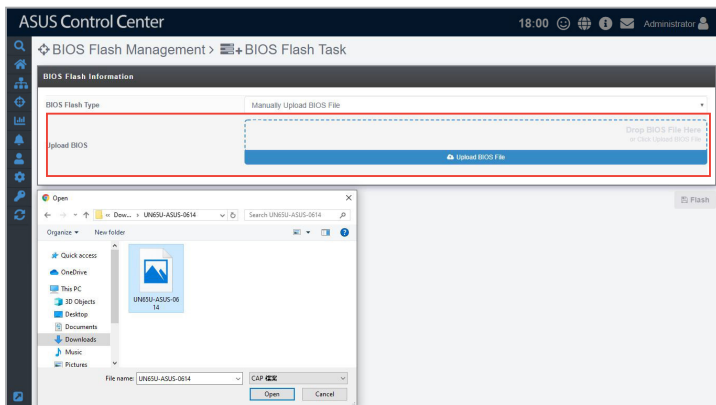 ASUS Control Center
18:00
Administrator
BIOS Flash Management > BIOS Flash Task
BIOS Flash Information
BIOS Flash Type
Manually Upload BIOS File
Upload BIOS
Drop BIOS File Here
or Click Upload BIOS File
Upload BIOS File
Flash
Open
« Dow... > UN65U-ASUS-0614
Search UN65U-ASUS-0614
Organize
New folder
Quick access
OneDrive
This PC
3D Objects
Desktop
Documents
Downloads
Music
Pictures
UN65U-ASUS-06
14
File name: UN65U-ASUS-0614
CAP 檔案
Open
Cancel